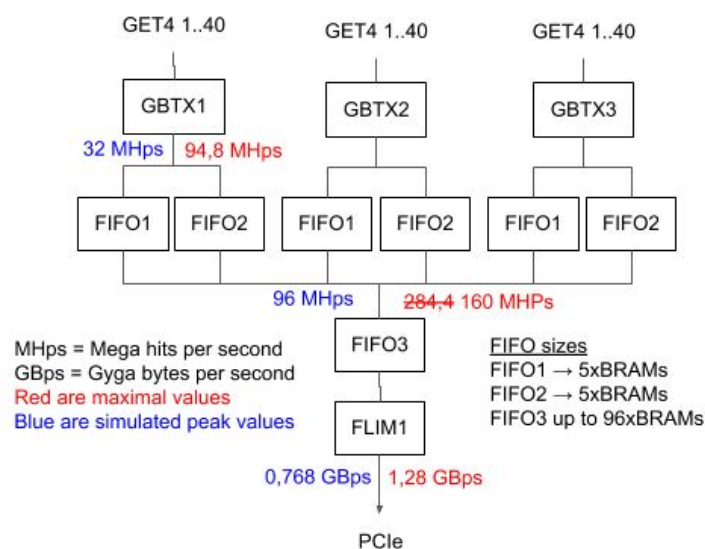 GET4 1..40 GET4 1..40 GET4 1..40
GBTX1 GBTX2 GBTX3
32 MHps 94,8 MHps
FIFO1 FIFO2 FIFO1 FIFO2 FIFO1 FIFO2
96 MHps 284,4 160 MHPs
FIFO3
MHps = Mega hits per second
GBps = Gyga bytes per second
Red are maximal values
Blue are simulated peak values
FIFO sizes
FIFO1 → 5xBRAMs
FIFO2 → 5xBRAMs
FIFO3 up to 96xBRAMs
FLIM1
0,768 GBps 1,28 GBps
PCIe